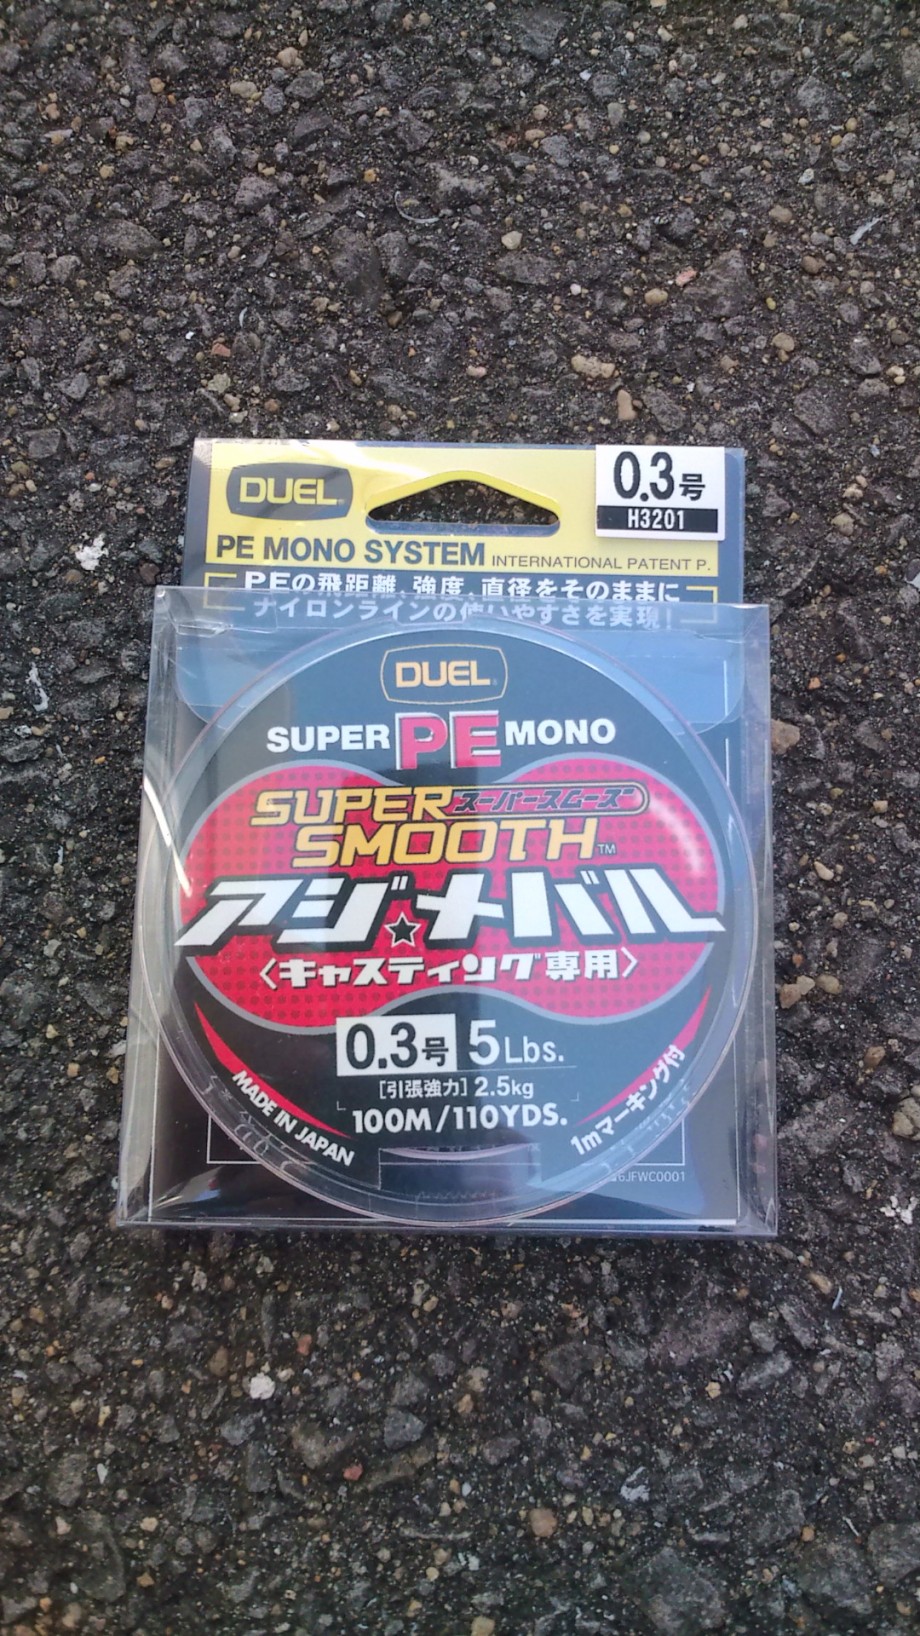 DUEL
0.3号
H3201
PE MONO SYSTEM INTERNATIONAL PATENT P.
PEの飛距離、強度、直径をそのままに
ナイロンラインの使いやすさを実現!
DUEL
SUPER PE MONO
SUPER スーパースムーズ
SMOOTH™
アジ☆メバル
〈キャスティング専用〉
0.3号 5Lbs.
[引張強力] 2.5kg
100M/110YDS.
MADE IN JAPAN
1mマーキング付
6JFWC0001